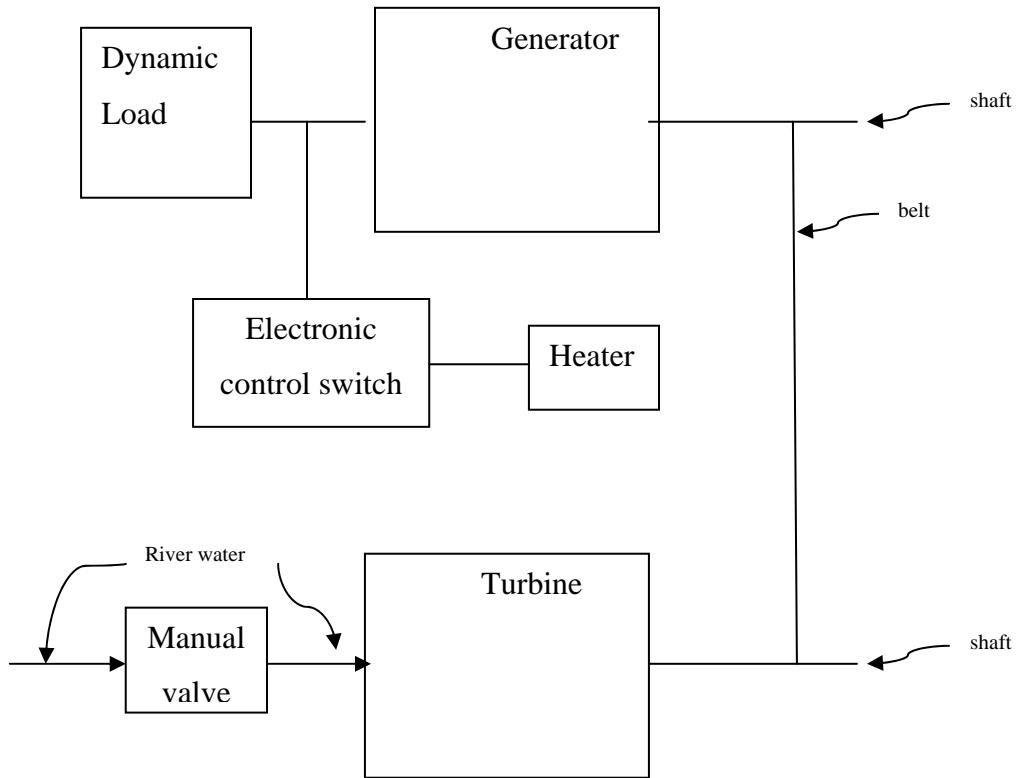 Dynamic
Load
Generator
shaft
belt
Electronic
control switch
Heater
River water
Manual
valve
Turbine
shaft